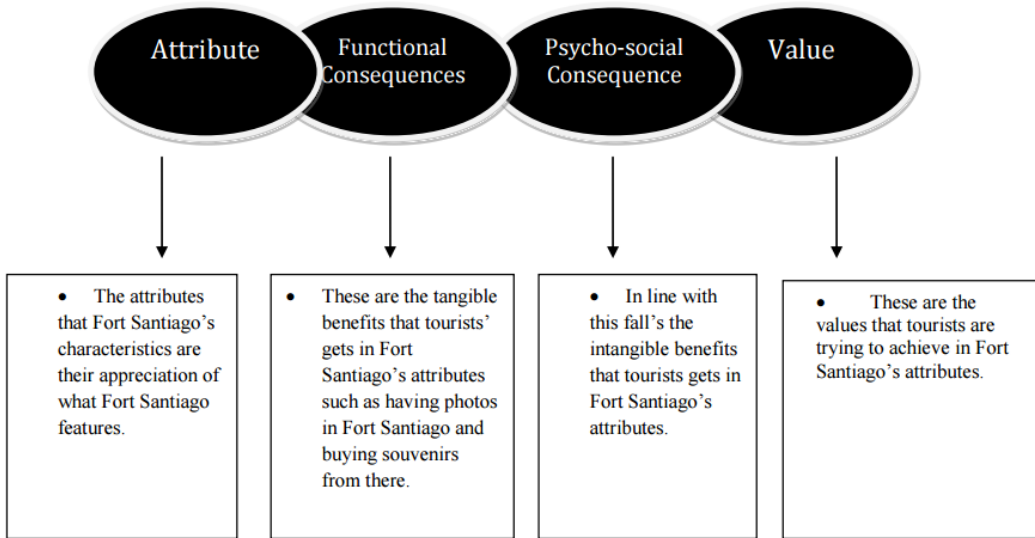 Attribute
Functional
Consequences
Psycho-social
Consequence
Value
• The attributes
that Fort Santiago's
characteristics are
their appreciation of
what Fort Santiago
features.
• These are the tangible
benefits that tourists'
gets in Fort
Santiago's attributes
such as having photos
in Fort Santiago and
buying souvenirs
from there.
• In line with
this fall's the
intangible benefits
that tourists gets in
Fort Santiago's
attributes.
• These are the
values that tourists are
trying to achieve in Fort
Santiago's attributes.